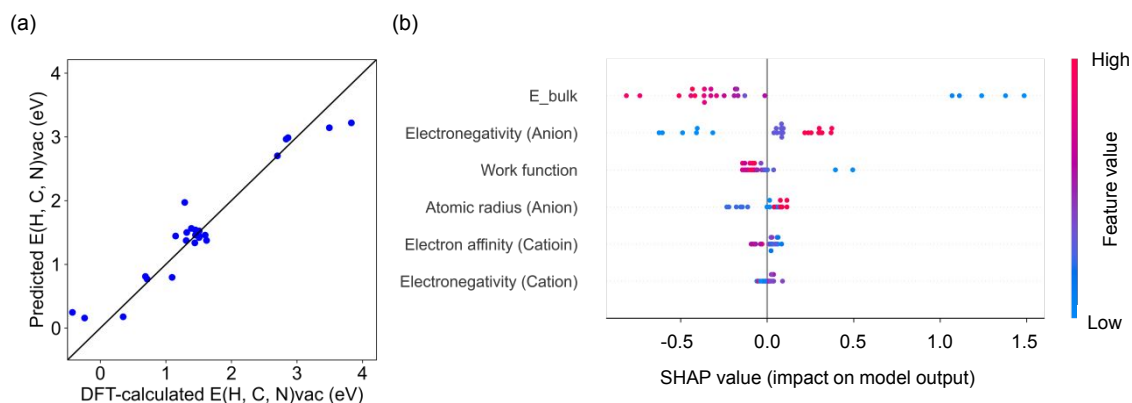 (a)
(b)
Predicted E(H, C, N)vac (eV)
4
3
2
1
0
0 1 2 3 4
DFT-calculated E(H, C, N)vac (eV)
E_bulk
Electronegativity (Anion)
Work function
Atomic radius (Anion)
Electron affinity (Catioin)
Electronegativity (Cation)
-0.5 0.0 0.5 1.0 1.5
SHAP value (impact on model output)
High
Feature value
Low